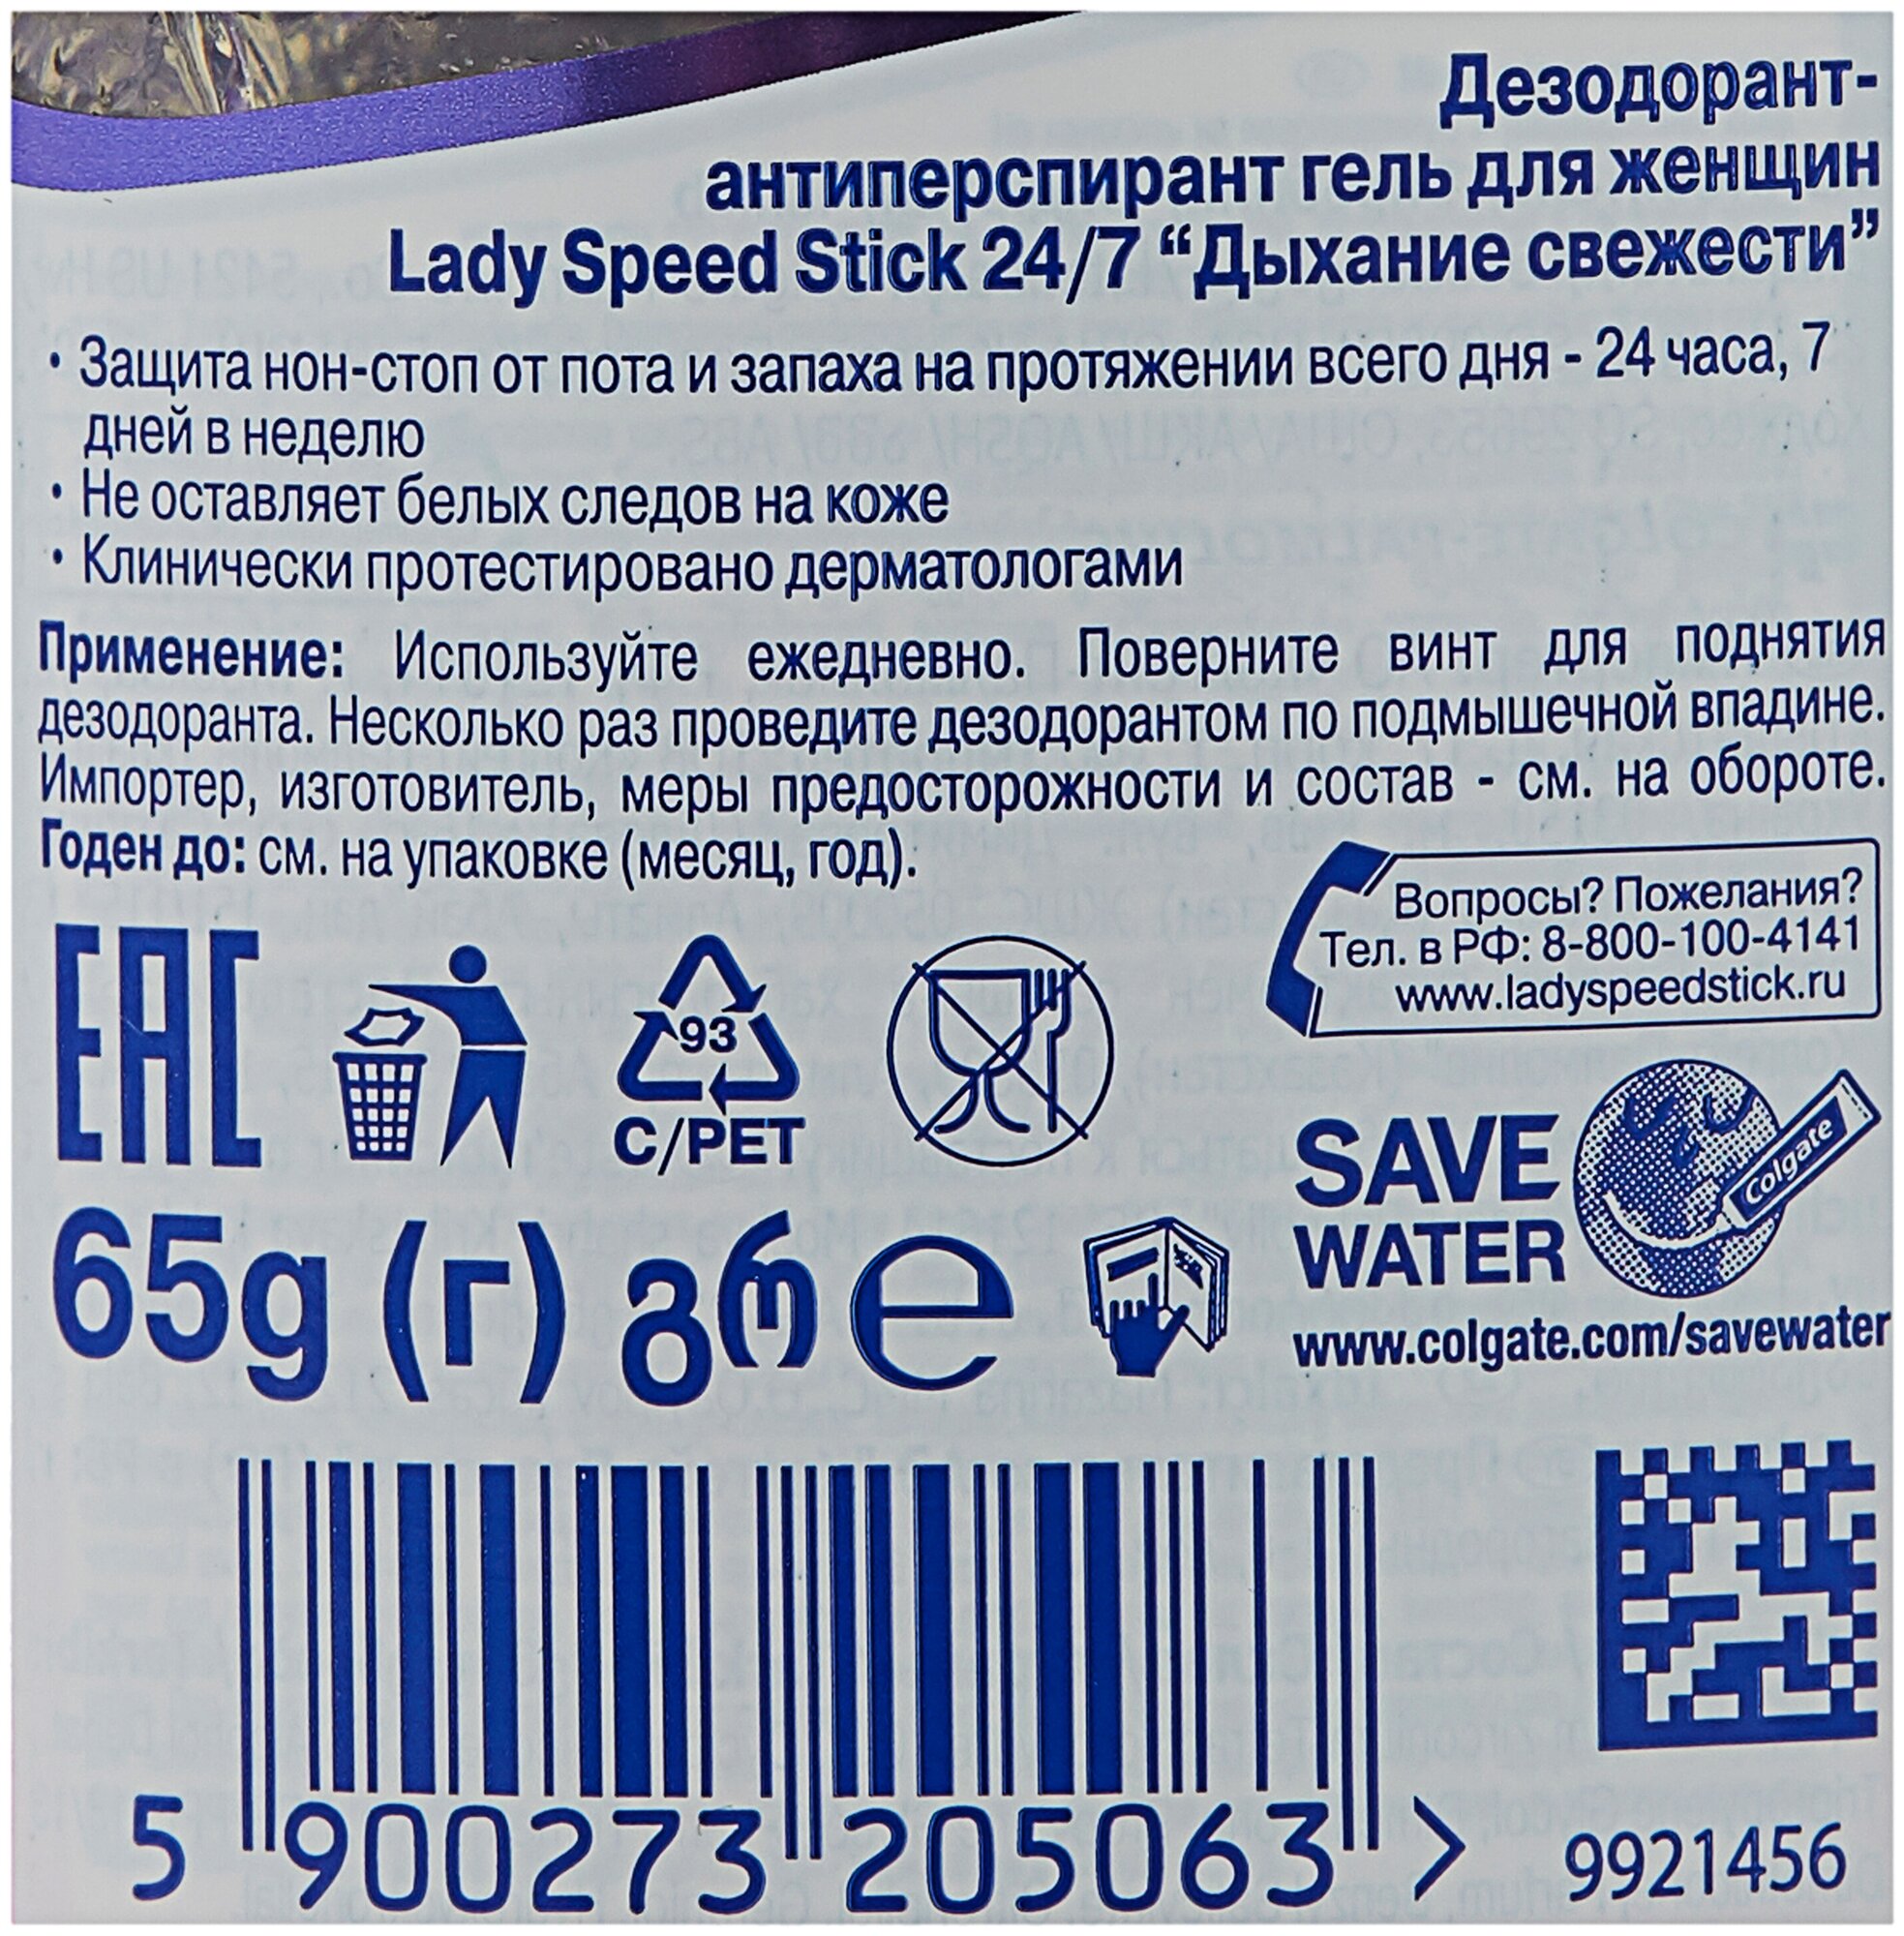 Дезодорант-
антиперспирант гель для женщин
Lady Speed Stick 24/7 “Дыхание свежести”
• Защита нон-стоп от пота и запаха на протяжении всего дня - 24 часа, 7
дней в неделю
• Не оставляет белых следов на коже
• Клинически протестировано дерматологами
Применение: Используйте ежедневно. Поверните винт для поднятия
дезодоранта. Несколько раз проведите дезодорантом по подмышечной впадине.
Импортер, изготовитель, меры предосторожности и состав - см. на обороте.
Годен до: см. на упаковке (месяц, год).
Вопросы? Пожелания?
Тел. в РФ: 8-800-100-4141
www.ladyspeedstick.ru
EAC
93
C/PET
SAVE
WATER
Colgate
www.colgate.com/savewater
65g (г) გრ e
5 900273 205063 >
9921456